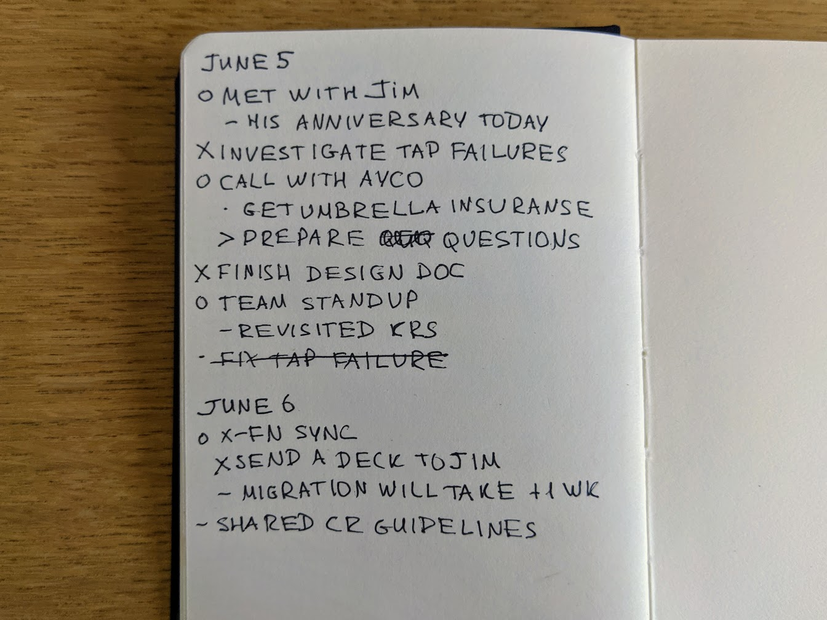 JUNE 5
O MET WITH JIM
- HIS ANNIVERSARY TODAY
X INVESTIGATE TAP FAILURES
O CALL WITH AVCO
· GET UMBRELLA INSURANSE
> PREPARE QUESTIONS
X FINISH DESIGN DOC
O TEAM STANDUP
- REVISITED KRS
· FIX TAP FAILURE
JUNE 6
O X-FN SYNC
X SEND A DECK TO JIM
- MIGRATION WILL TAKE +1 WK
- SHARED CR GUIDELINES